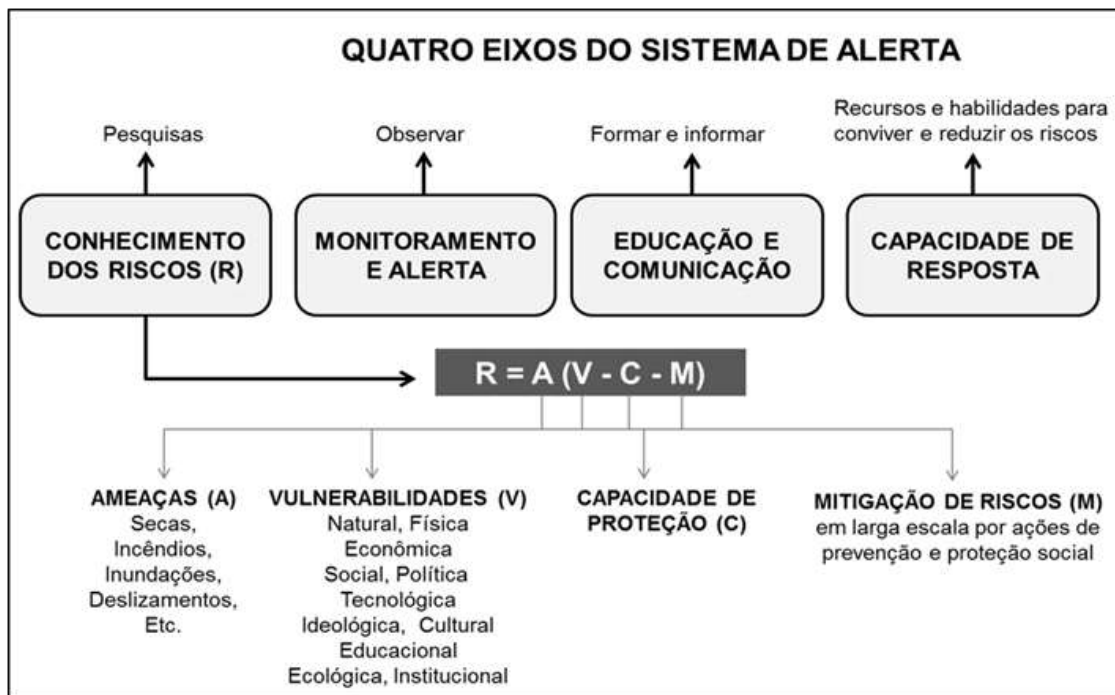 QUATRO EIXOS DO SISTEMA DE ALERTA
Pesquisas
Observar
Formar e informar
Recursos e habilidades para
conviver e reduzir os riscos
CONHECIMENTO
DOS RISCOS (R)
MONITORAMENTO
E ALERTA
EDUCAÇÃO E
COMUNICAÇÃO
CAPACIDADE DE
RESPOSTA
R = A (V - C - M)
AMEAÇAS (A)
Secas,
Incêndios,
Inundações,
Deslizamentos,
Etc.
VULNERABILIDADES (V)
Natural, Física
Econômica
Social, Política
Tecnológica
Ideológica, Cultural
Educacional
Ecológica, Institucional
CAPACIDADE DE
PROTEÇÃO (C)
MITIGAÇÃO DE RISCOS (M)
em larga escala por ações de
prevenção e proteção social